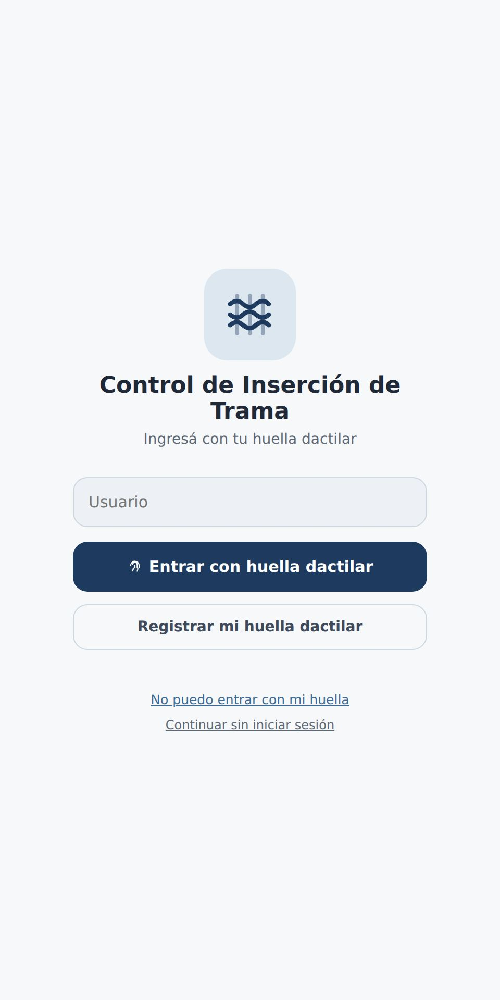 Control de Inserción de
Trama
Ingresá con tu huella dactilar
Usuario
Entrar con huella dactilar
Registrar mi huella dactilar
No puedo entrar con mi huella
Continuar sin iniciar sesión